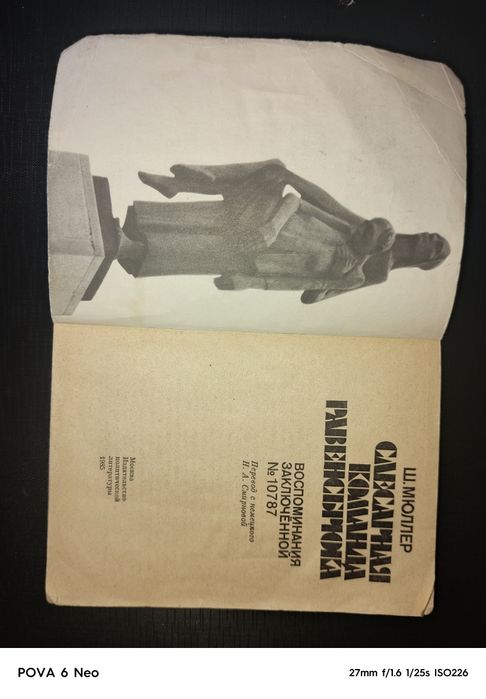 Ш. МЮЛЛЕР
СЛЕСАРНАЯ
КОМАНДА
РАВЕНСБРЮКА
ВОСПОМИНАНИЯ
ЗАКЛЮЧЁННОЙ
№ 10787
Перевод с немецкого
Н. А. Смирновой
Москва
Издательство
политической
литературы
1985
POVA 6 Neo
27mm f/1.6 1/25s ISO226